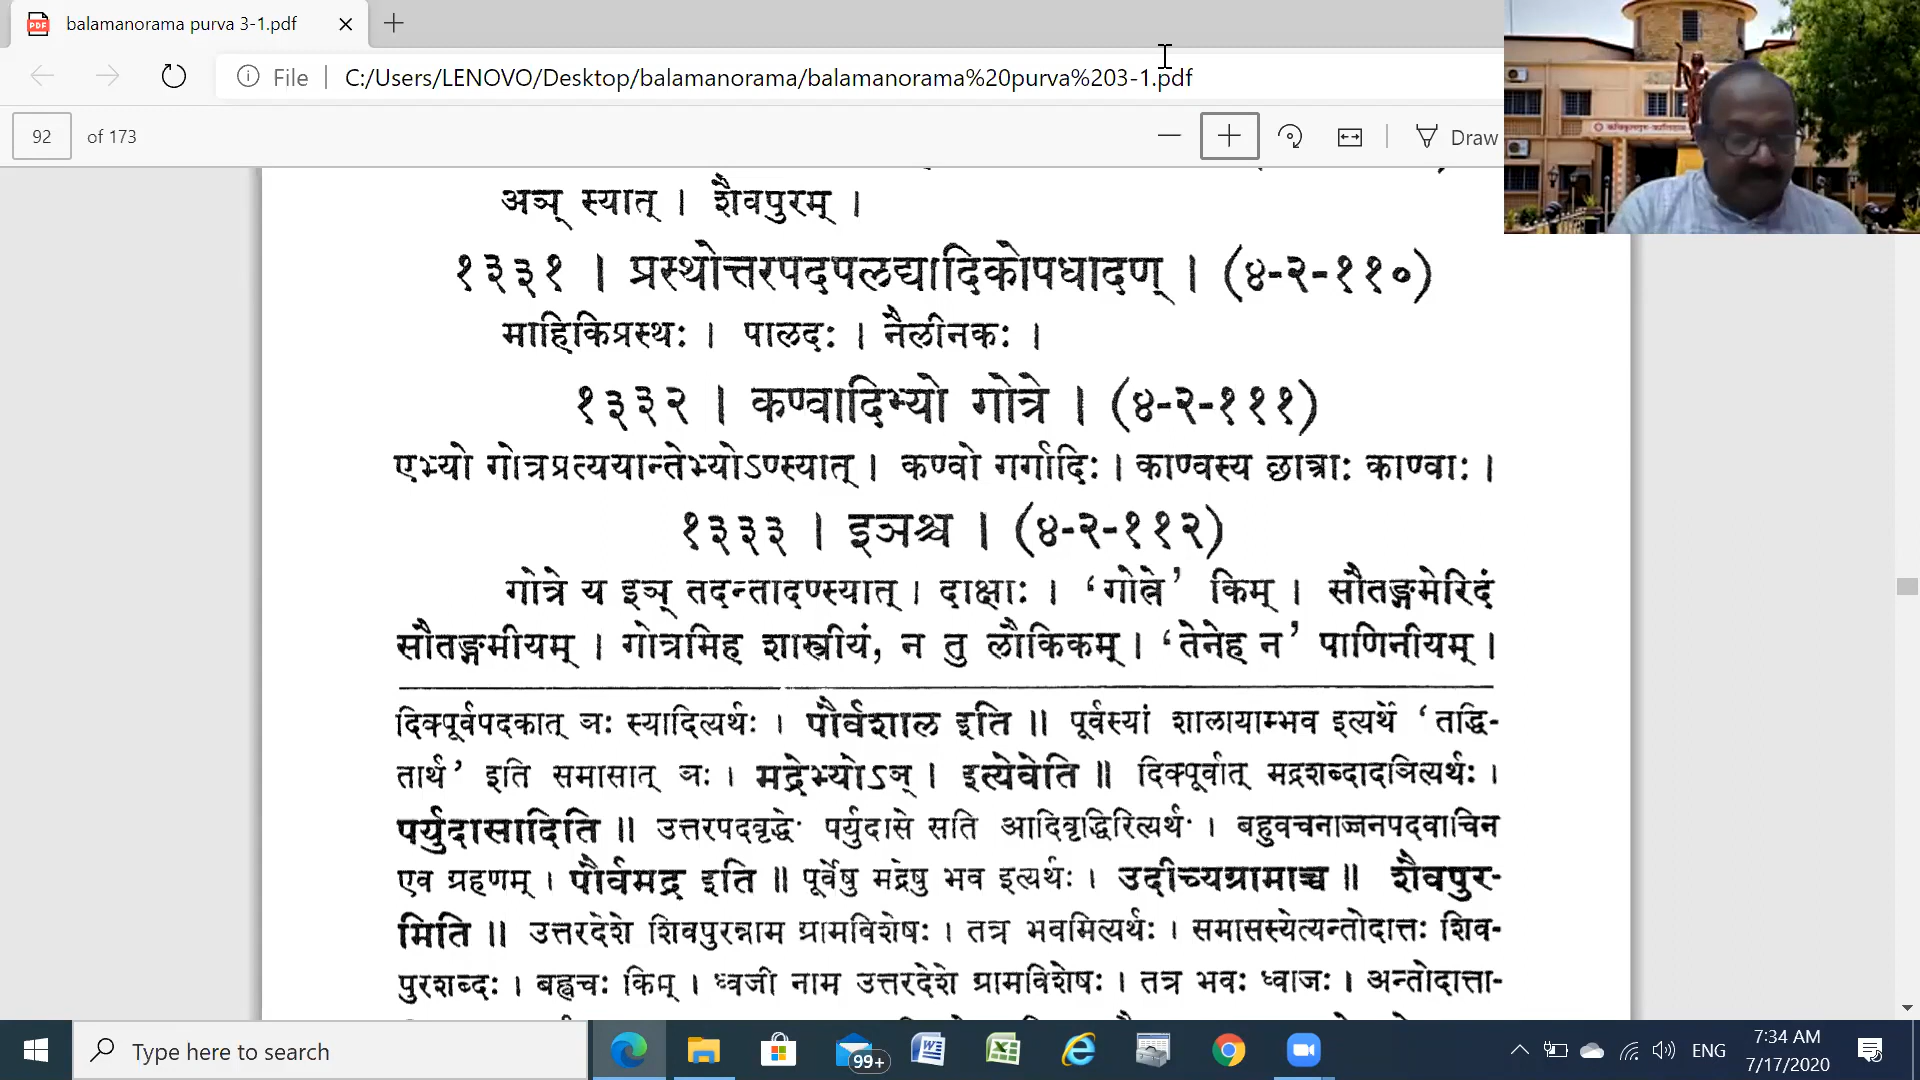 balamanorama purva 3-1.pdf
File
C:/Users/LENOVO/Desktop/balamanorama/balamanorama%20purva%203-1.pdf
92 of 173
Draw
अञ् स्यात् । शैवपुरम् ।
१३३१ । प्रस्थोत्तरपदपलद्यादिकोपधादण् । (४-२-११०)
माहिकिप्रस्थः । पालदः । नैलीनकः ।
१३३२ । कण्वादिभ्यो गोत्रे । (४-२-१११)
एभ्यो गोत्रप्रत्ययान्तेभ्योऽण्स्यात् । कण्वो गर्गादिः । काण्वस्य छात्राः काण्वाः ।
१३३३ । इञश्च । (४-२-११२)
गोत्रे य इञ् तदन्तादण्स्यात् । दाक्षाः । ‘गोत्रे’ किम् । सौतङ्गमेरिदं
सौतङ्गमीयम् । गोत्रमिह शास्त्रीयं, न तु लौकिकम् । ‘तेनेह न’ पाणिनीयम् ।
दिक्पूर्वपदकात् ञः स्यादित्यर्थः । पौर्वशाल इति ॥ पूर्वस्यां शालायाम्भव इत्यर्थे ‘तद्धि-
तार्थ’ इति समासात् ञः । मद्रेभ्योऽञ् । इत्येवेति ॥ दिक्पूर्वात् मद्रशब्दादञित्यर्थः ।
पर्युदासादिति ॥ उत्तरपदवृद्धेः पर्युदासे सति आदिवृद्धिरित्यर्थः । बहुवचनाज्जनपदवाचिन
एव ग्रहणम् । पौर्वमद्र इति ॥ पूर्वेषु मद्रेषु भव इत्यर्थः । उदीच्यग्रामाच्च ॥ शैवपुर-
मिति ॥ उत्तरदेशे शिवपुरन्नाम ग्रामविशेषः । तत्र भवमित्यर्थः । समासस्येत्यन्तोदात्तः शिव-
पुरशब्दः । बह्वचः किम् । ध्वजी नाम उत्तरदेशे ग्रामविशेषः । तत्र भवः ध्वाजः । अन्तोदात्ता-
Type here to search
99+
ENG
7:34 AM
7/17/2020